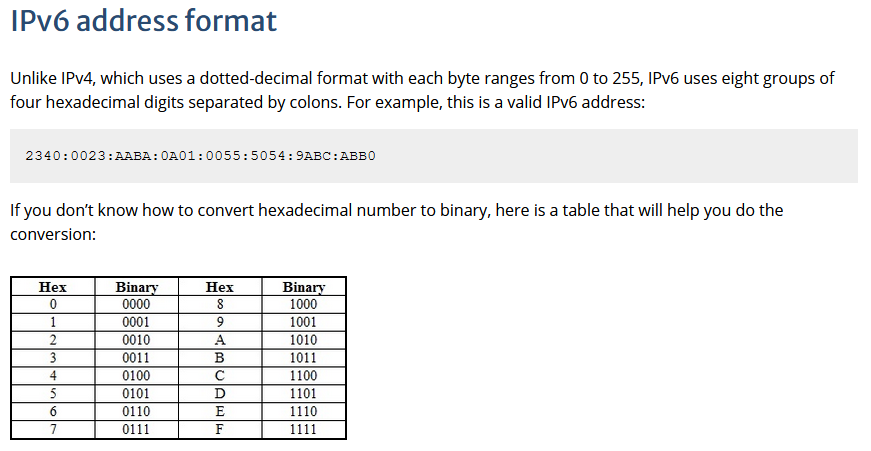 IPv6 address format
Unlike IPv4, which uses a dotted-decimal format with each byte ranges from 0 to 255, IPv6 uses eight groups of
four hexadecimal digits separated by colons. For example, this is a valid IPv6 address:
2340:0023:AABA:0A01:0055:5054:9ABC:ABB0
If you don’t know how to convert hexadecimal number to binary, here is a table that will help you do the
conversion:
Hex Binary Hex Binary
0 0000 8 1000
1 0001 9 1001
2 0010 A 1010
3 0011 B 1011
4 0100 C 1100
5 0101 D 1101
6 0110 E 1110
7 0111 F 1111